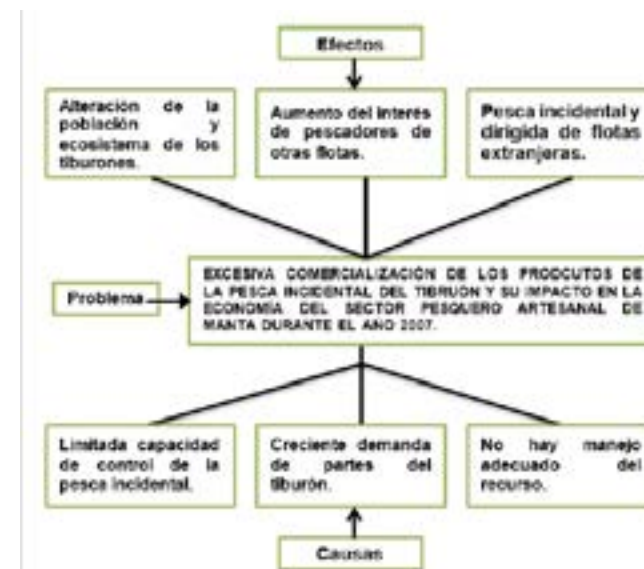 Efectos
Alteración de la
población y
ecosistema de los
tiburones.
Aumento del interés
de pescadores de
otras flotas.
Pesca incidental y
dirigida de flotas
extranjeras.
Problema
EXCESIVA COMERCIALIZACIÓN DE LOS PRODCUTOS DE
LA PESCA INCIDENTAL DEL TIBRUON Y SU IMPACTO EN LA
ECONOMÍA DEL SECTOR PESQUERO ARTESANAL DE
MANTA DURANTE EL AÑO 2007.
Limitada capacidad
de control de la
pesca incidental.
Creciente demanda
de partes del
tiburón.
No hay manejo
adecuado del
recurso.
Causas